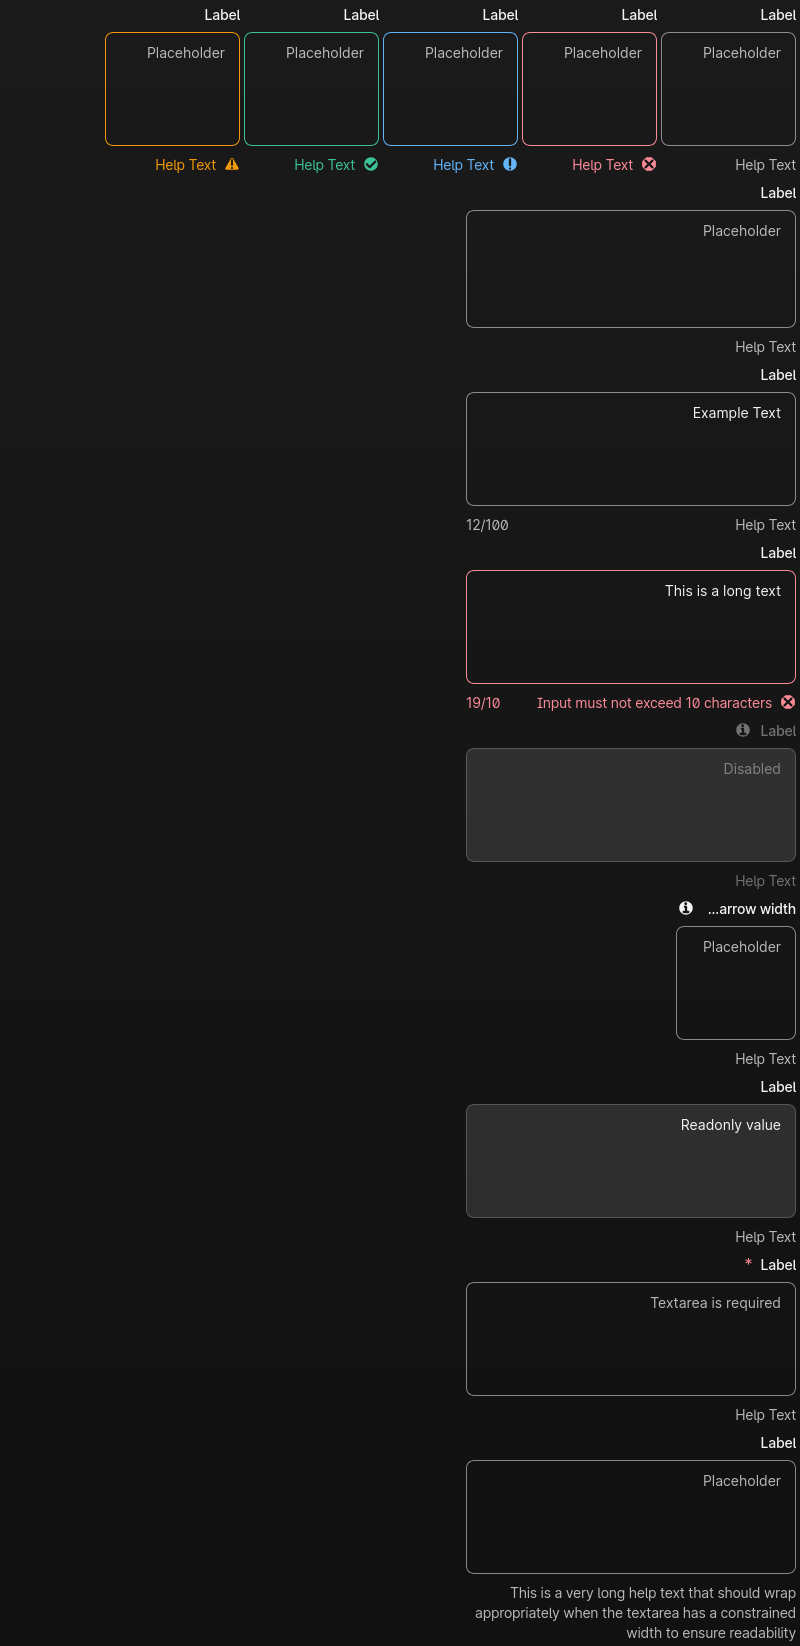 Label
Label
Label
Label
Label
Placeholder
Placeholder
Placeholder
Placeholder
Placeholder
Help Text
Help Text
Help Text
Help Text
Help Text
Label
Placeholder
Help Text
Label
Example Text
Help Text
12/100
Label
This is a long text
Input must not exceed 10 characters
19/10
Label
Disabled
Help Text
...arrow width
Placeholder
Help Text
Label
Readonly value
Help Text
Label *
Textarea is required
Help Text
Label
Placeholder
This is a very long help text that should wrap
appropriately when the textarea has a constrained
width to ensure readability